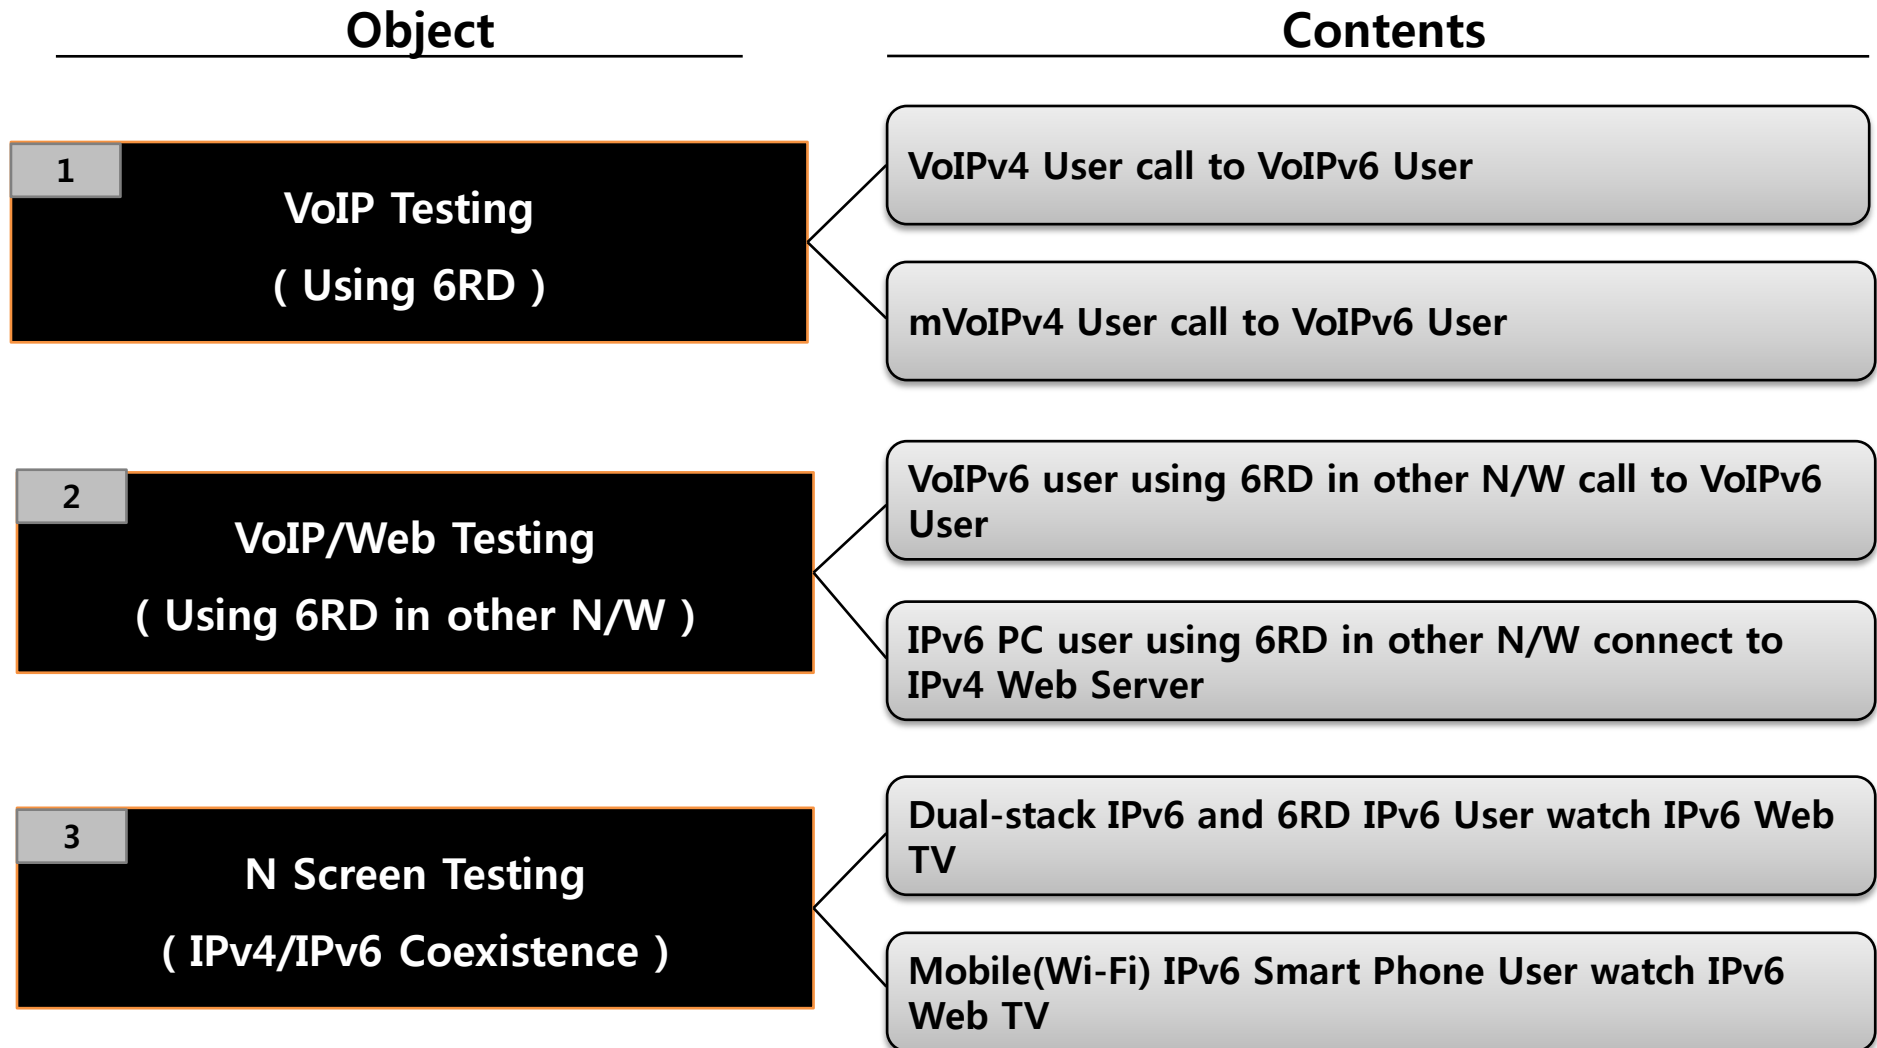 Object
Contents
1
VoIP Testing
( Using 6RD )
VoIPv4 User call to VoIPv6 User
mVoIPv4 User call to VoIPv6 User
2
VoIP/Web Testing
( Using 6RD in other N/W )
VoIPv6 user using 6RD in other N/W call to VoIPv6
User
IPv6 PC user using 6RD in other N/W connect to
IPv4 Web Server
3
N Screen Testing
( IPv4/IPv6 Coexistence )
Dual-stack IPv6 and 6RD IPv6 User watch IPv6 Web
TV
Mobile(Wi-Fi) IPv6 Smart Phone User watch IPv6
Web TV